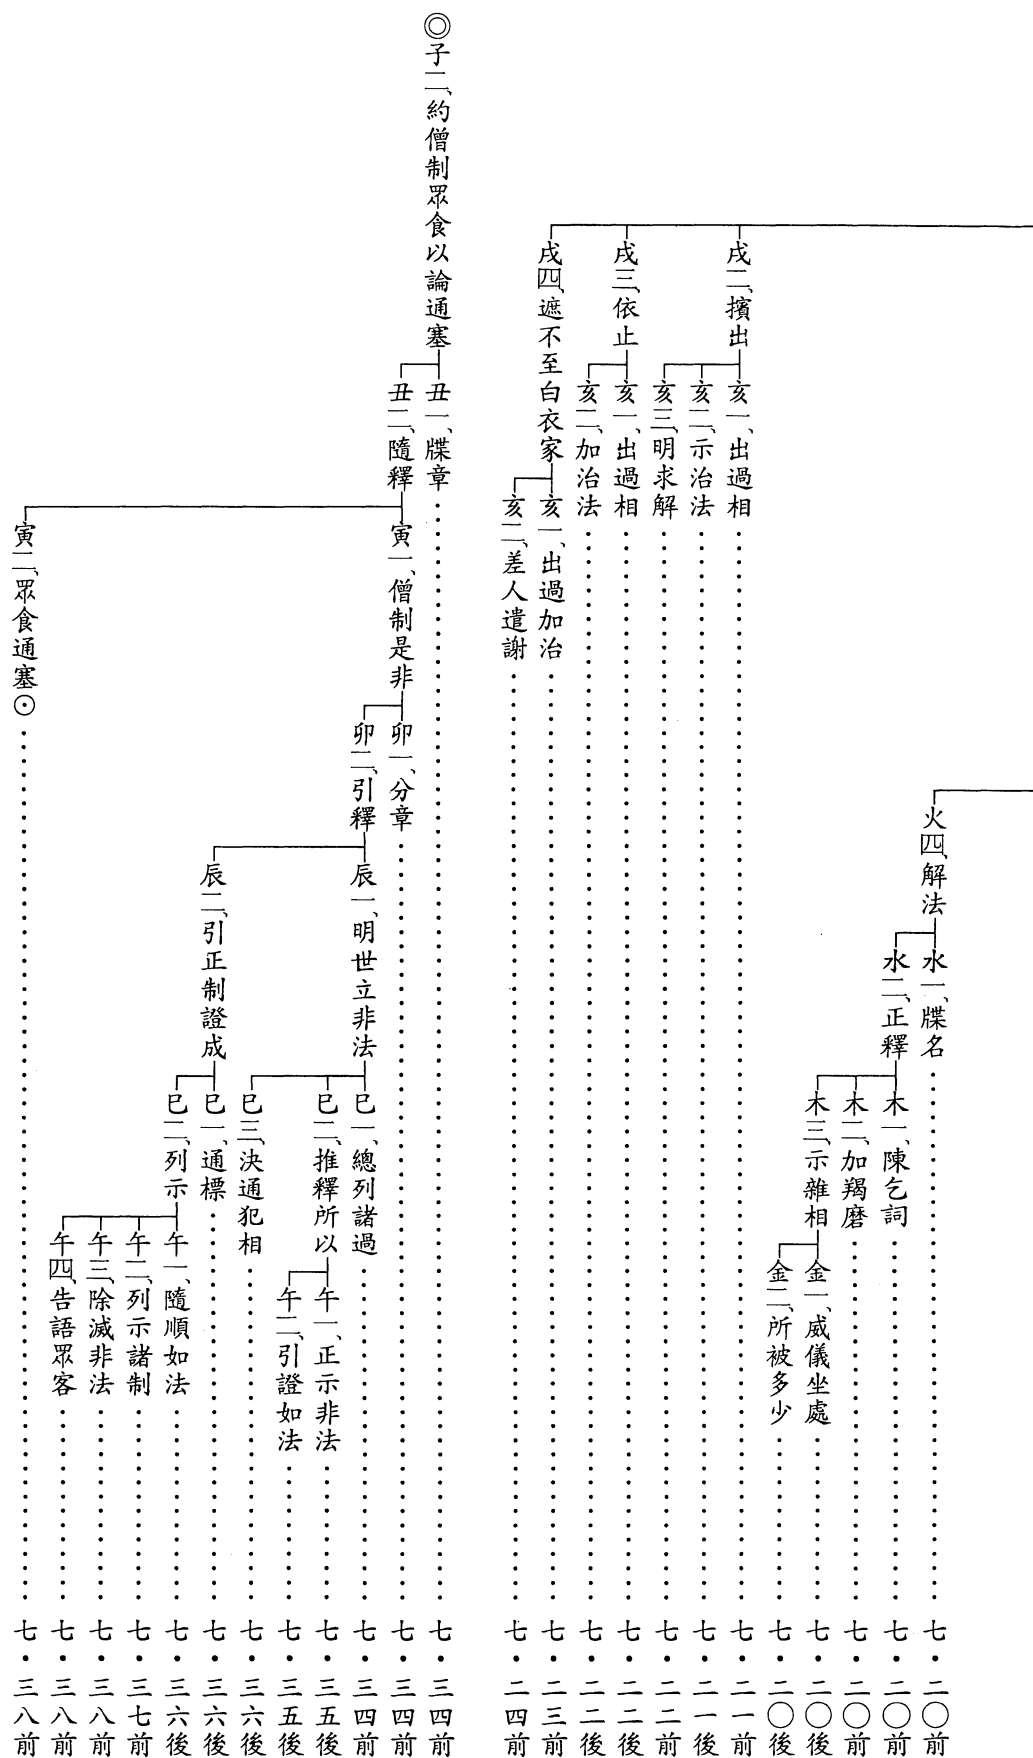 火四、解法
水一、牒名……七・二〇前
水二、正釋
木一、陳乞詞……七・二〇前
木二、加羯磨……七・二〇前
木三、示雜相
金一、威儀坐處……七・二〇後
金二、所被多少……七・二〇後
戌二、擯出
亥一、出過相……七・二一前
亥二、示治法……七・二一後
亥三、明求解……七・二二前
戌三、依止
亥一、出過相……七・二二後
亥二、加治法……七・二二後
戌四、遮不至白衣家
亥一、出過加治……七・二三前
亥二、差人遣謝……七・二四前
◎子二、約僧制眾食以論通塞
丑一、牒章……七・三四前
丑二、隨釋
寅一、僧制是非
卯一、分章……七・三四前
卯二、引釋
辰一、明世立非法
巳一、總列諸過……七・三四前
巳二、推釋所以
午一、正示非法……七・三五後
午二、引證如法……七・三五後
巳三、決通犯相……七・三六後
辰二、引正制證成
巳一、通標……七・三六後
巳二、列示
午一、隨順如法……七・三六後
午二、列示諸制……七・三七前
午三、除滅非法……七・三八前
午四、告語眾客……七・三八前
寅二、眾食通塞⊙……七・三八前